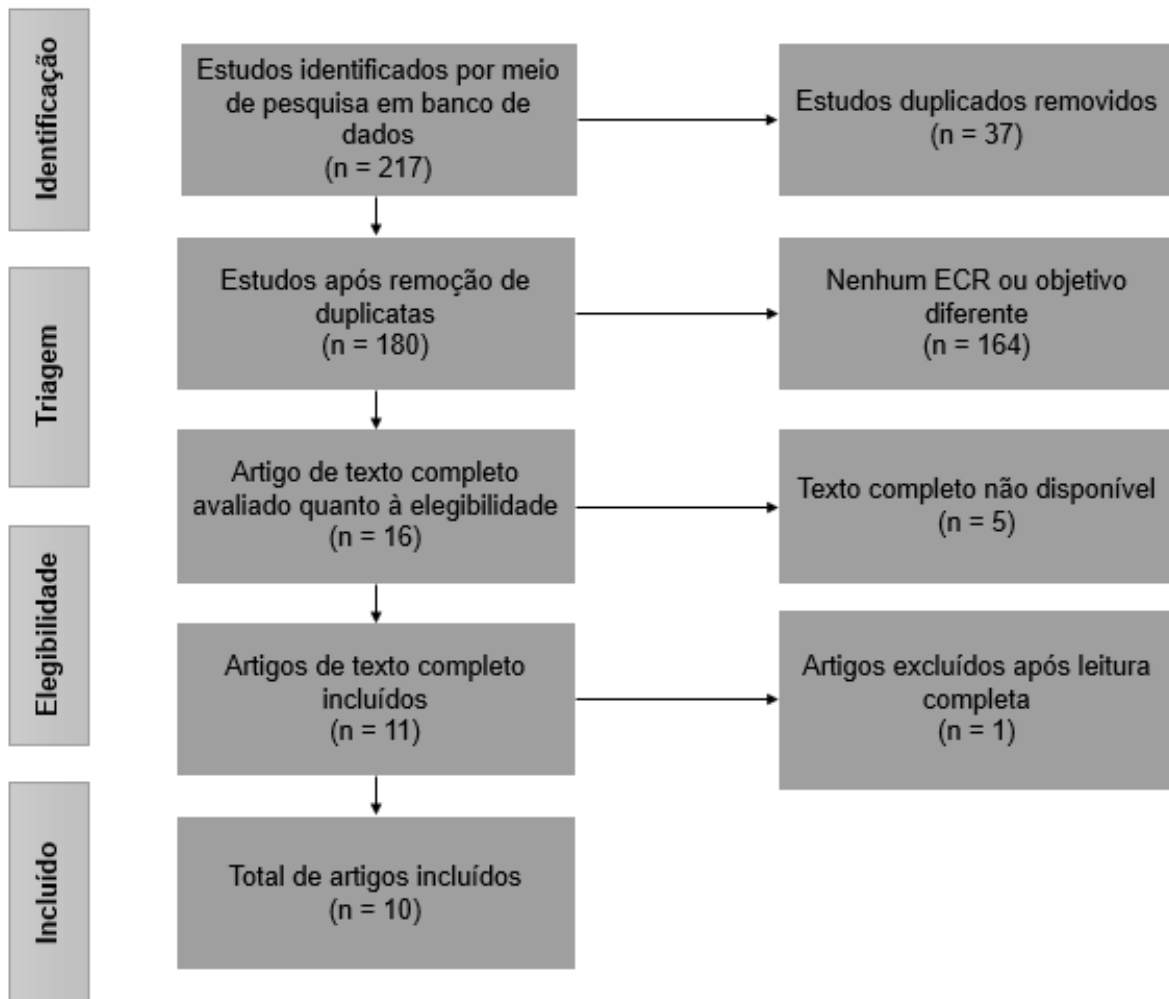 Identificação
Estudos identificados por meio
de pesquisa em banco de
dados
(n = 217)
Estudos duplicados removidos
(n = 37)
Triagem
Estudos após remoção de
duplicatas
(n = 180)
Nenhum ECR ou objetivo
diferente
(n = 164)
Artigo de texto completo
avaliado quanto à elegibilidade
(n = 16)
Texto completo não disponível
(n = 5)
Elegibilidade
Artigos de texto completo
incluídos
(n = 11)
Artigos excluídos após leitura
completa
(n = 1)
Incluído
Total de artigos incluídos
(n = 10)